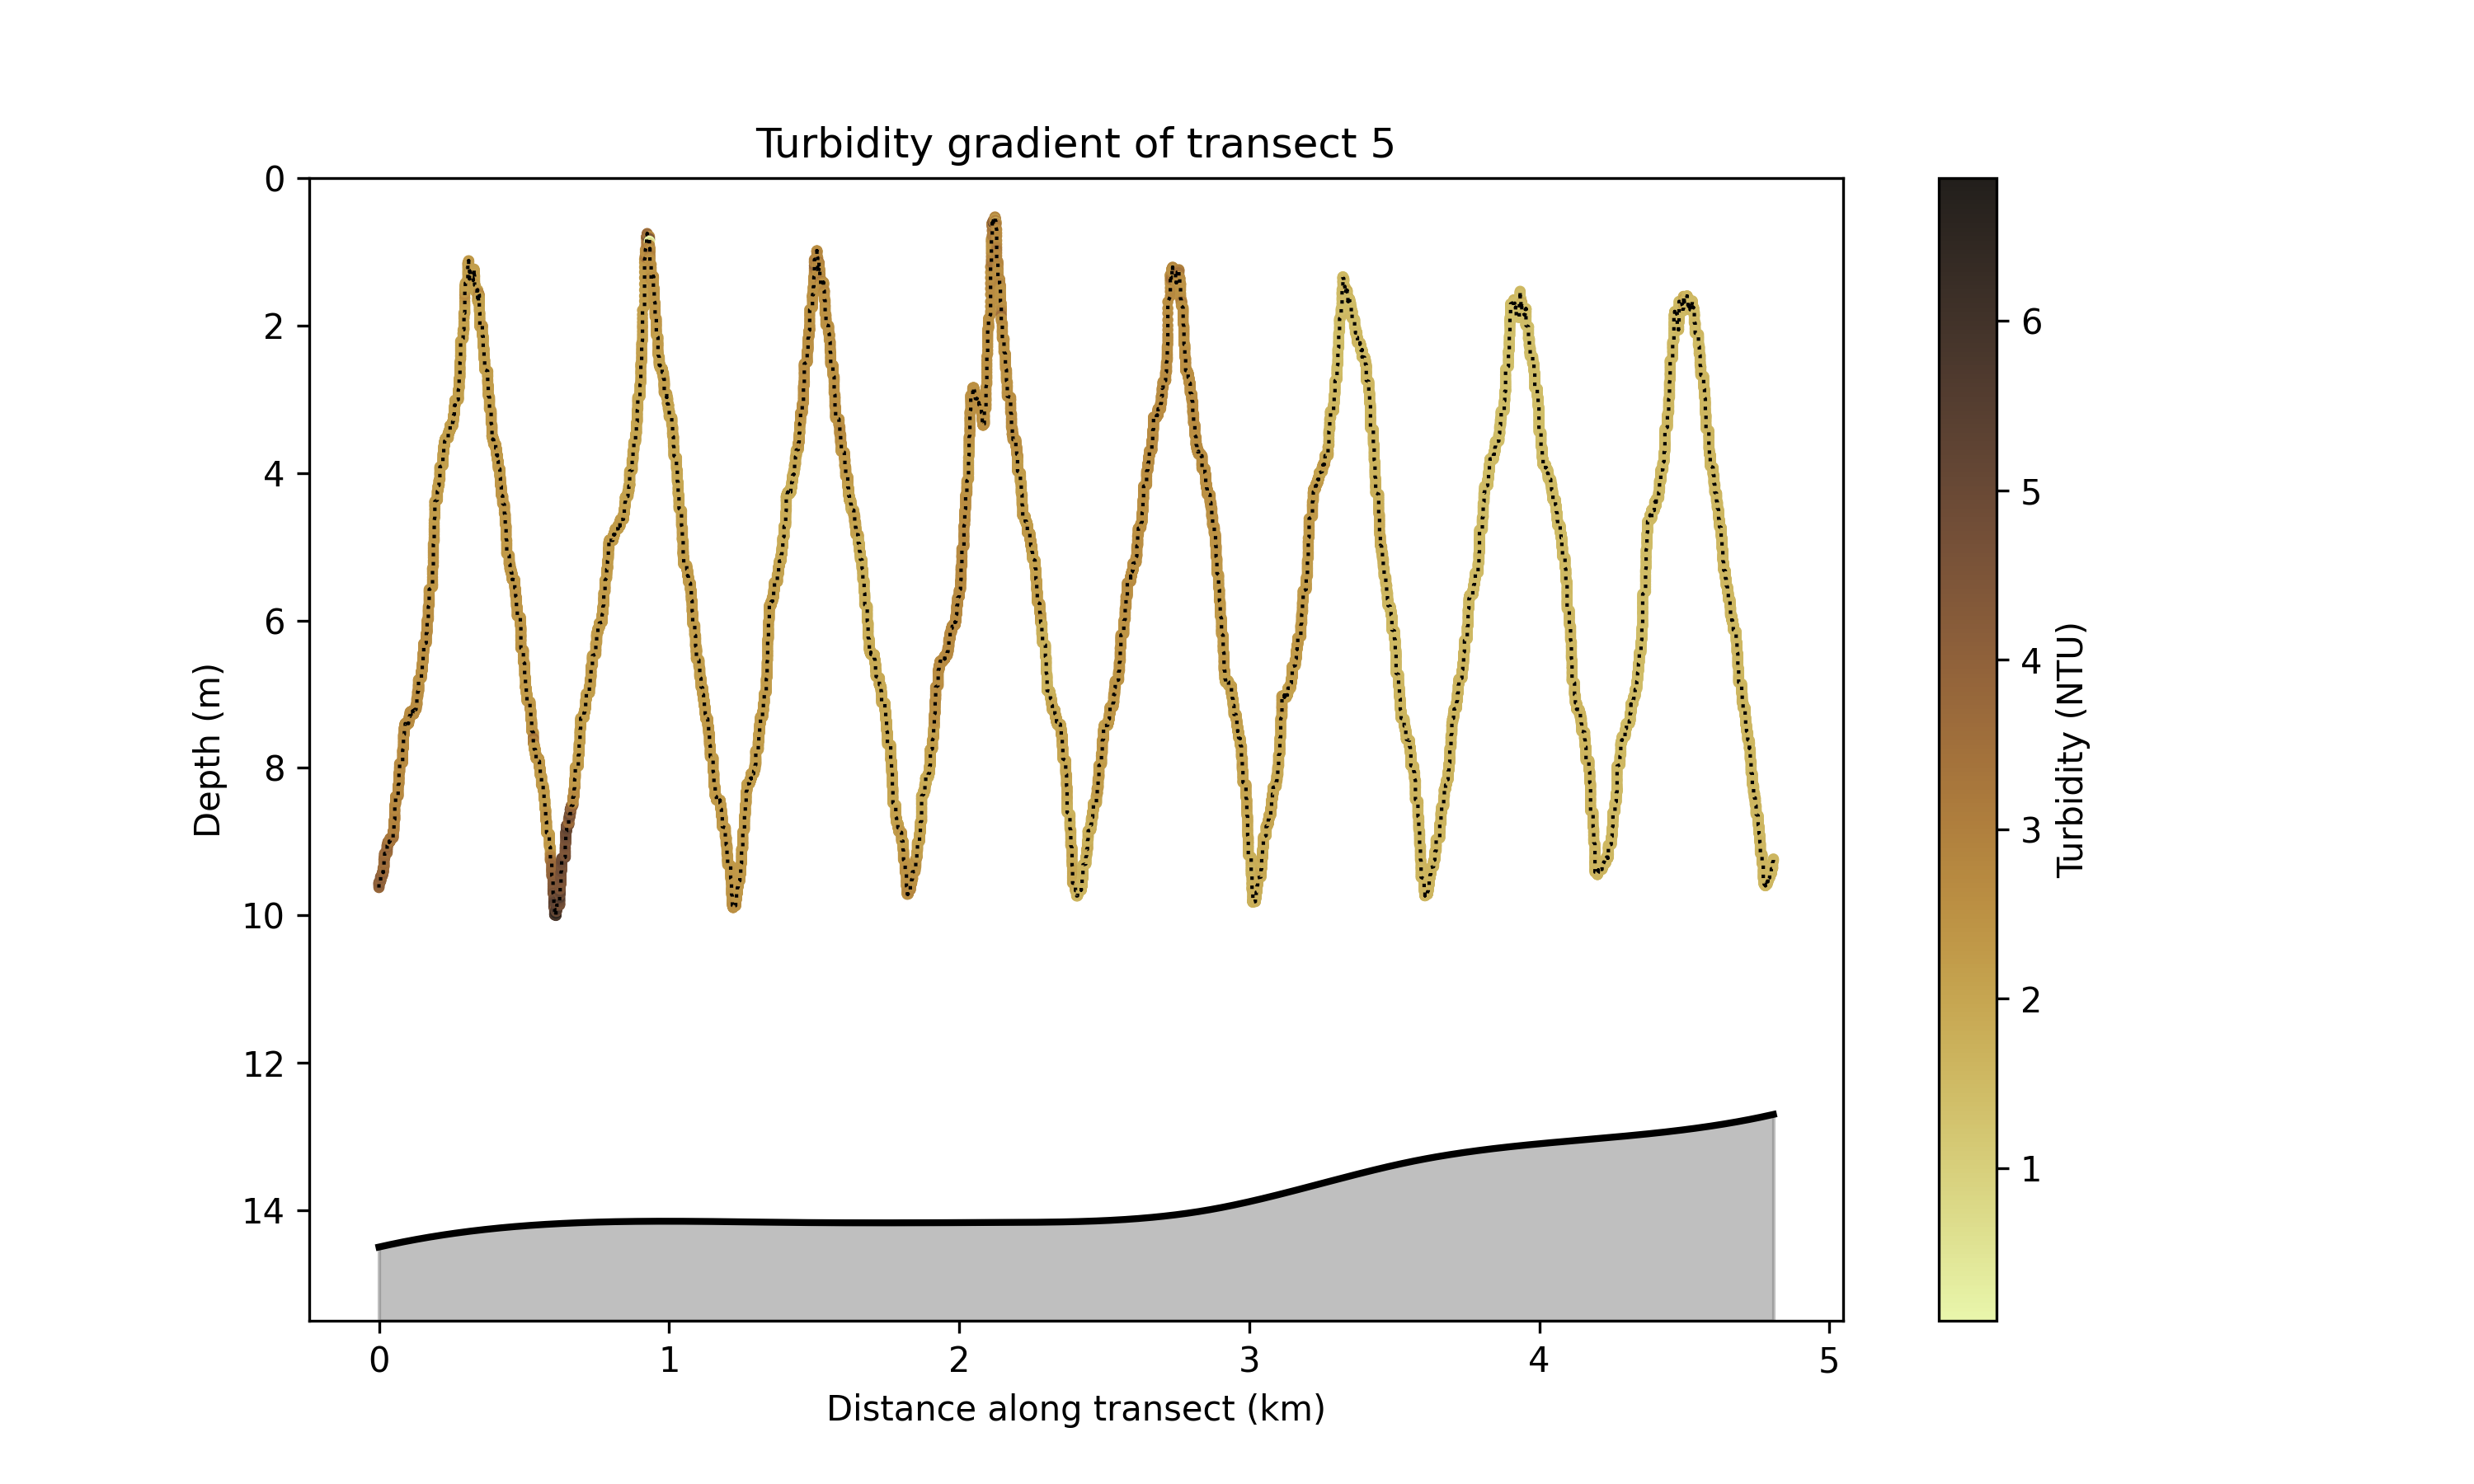 Turbidity gradient of transect 5
0
2
4
6
8
10
12
14
Depth (m)
0 1 2 3 4 5
Distance along transect (km)
6
5
4
3
2
1
Turbidity (NTU)